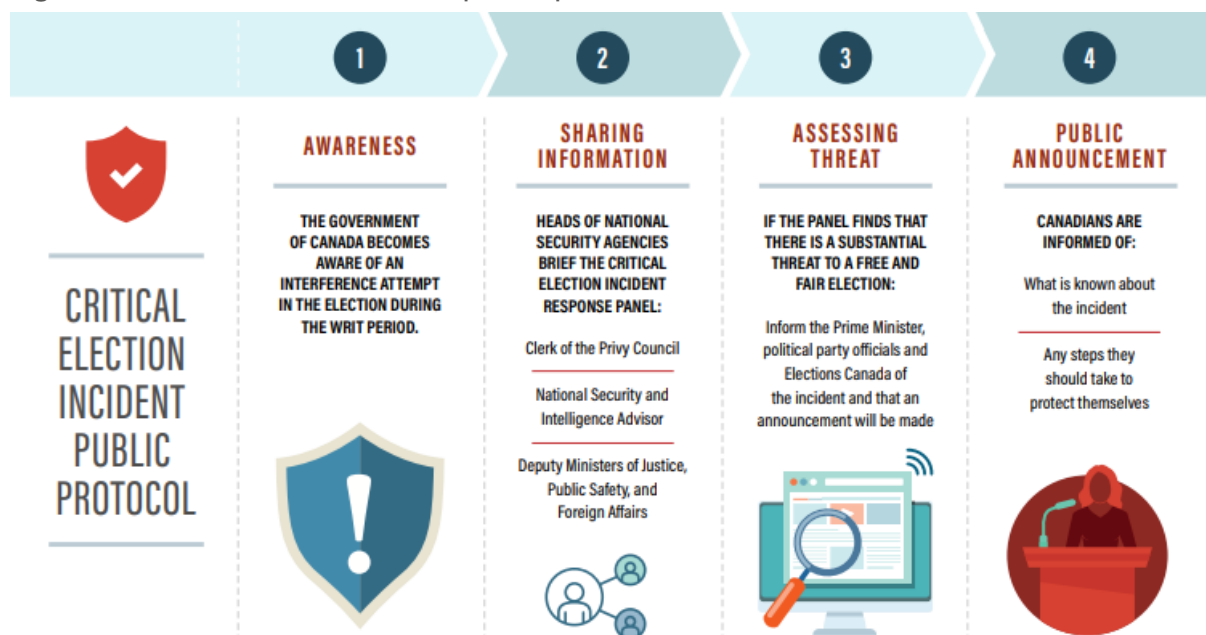 1
2
3
4
CRITICAL
ELECTION
INCIDENT
PUBLIC
PROTOCOL
AWARENESS
THE GOVERNMENT
OF CANADA BECOMES
AWARE OF AN
INTERFERENCE ATTEMPT
IN THE ELECTION DURING
THE WRIT PERIOD.
SHARING
INFORMATION
HEADS OF NATIONAL
SECURITY AGENCIES
BRIEF THE CRITICAL
ELECTION INCIDENT
RESPONSE PANEL:
Clerk of the Privy Council
National Security and
Intelligence Advisor
Deputy Ministers of Justice,
Public Safety, and
Foreign Affairs
ASSESSING
THREAT
IF THE PANEL FINDS THAT
THERE IS A SUBSTANTIAL
THREAT TO A FREE AND
FAIR ELECTION:
Inform the Prime Minister,
political party officials and
Elections Canada of
the incident and that an
announcement will be made
PUBLIC
ANNOUNCEMENT
CANADIANS ARE
INFORMED OF:
What is known about
the incident
Any steps they
should take to
protect themselves